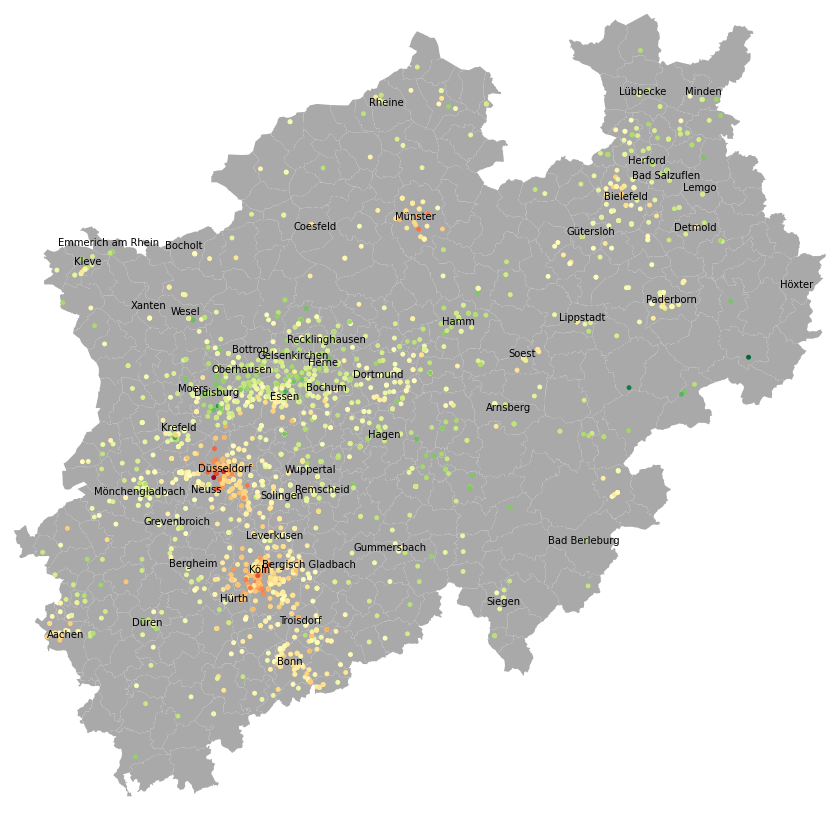 Lübbecke
Minden
Rheine
Herford
Bad Salzuflen
Lemgo
Bielefeld
Münster
Coesfeld
Detmold
Gütersloh
Emmerich am Rhein
Bocholt
Kleve
Höxter
Paderborn
Xanten
Wesel
Hamm
Lippstadt
Recklinghausen
Bottrop
Gelsenkirchen
Soest
Herne
Oberhausen
Dortmund
Moers
Duisburg
Bochum
Essen
Arnsberg
Krefeld
Hagen
Düsseldorf
Wuppertal
Mönchengladbach
Neuss
Solingen
Remscheid
Grevenbroich
Leverkusen
Bad Berleburg
Gummersbach
Bergheim
Köln
Bergisch Gladbach
Hürth
Siegen
Düren
Troisdorf
Aachen
Bonn